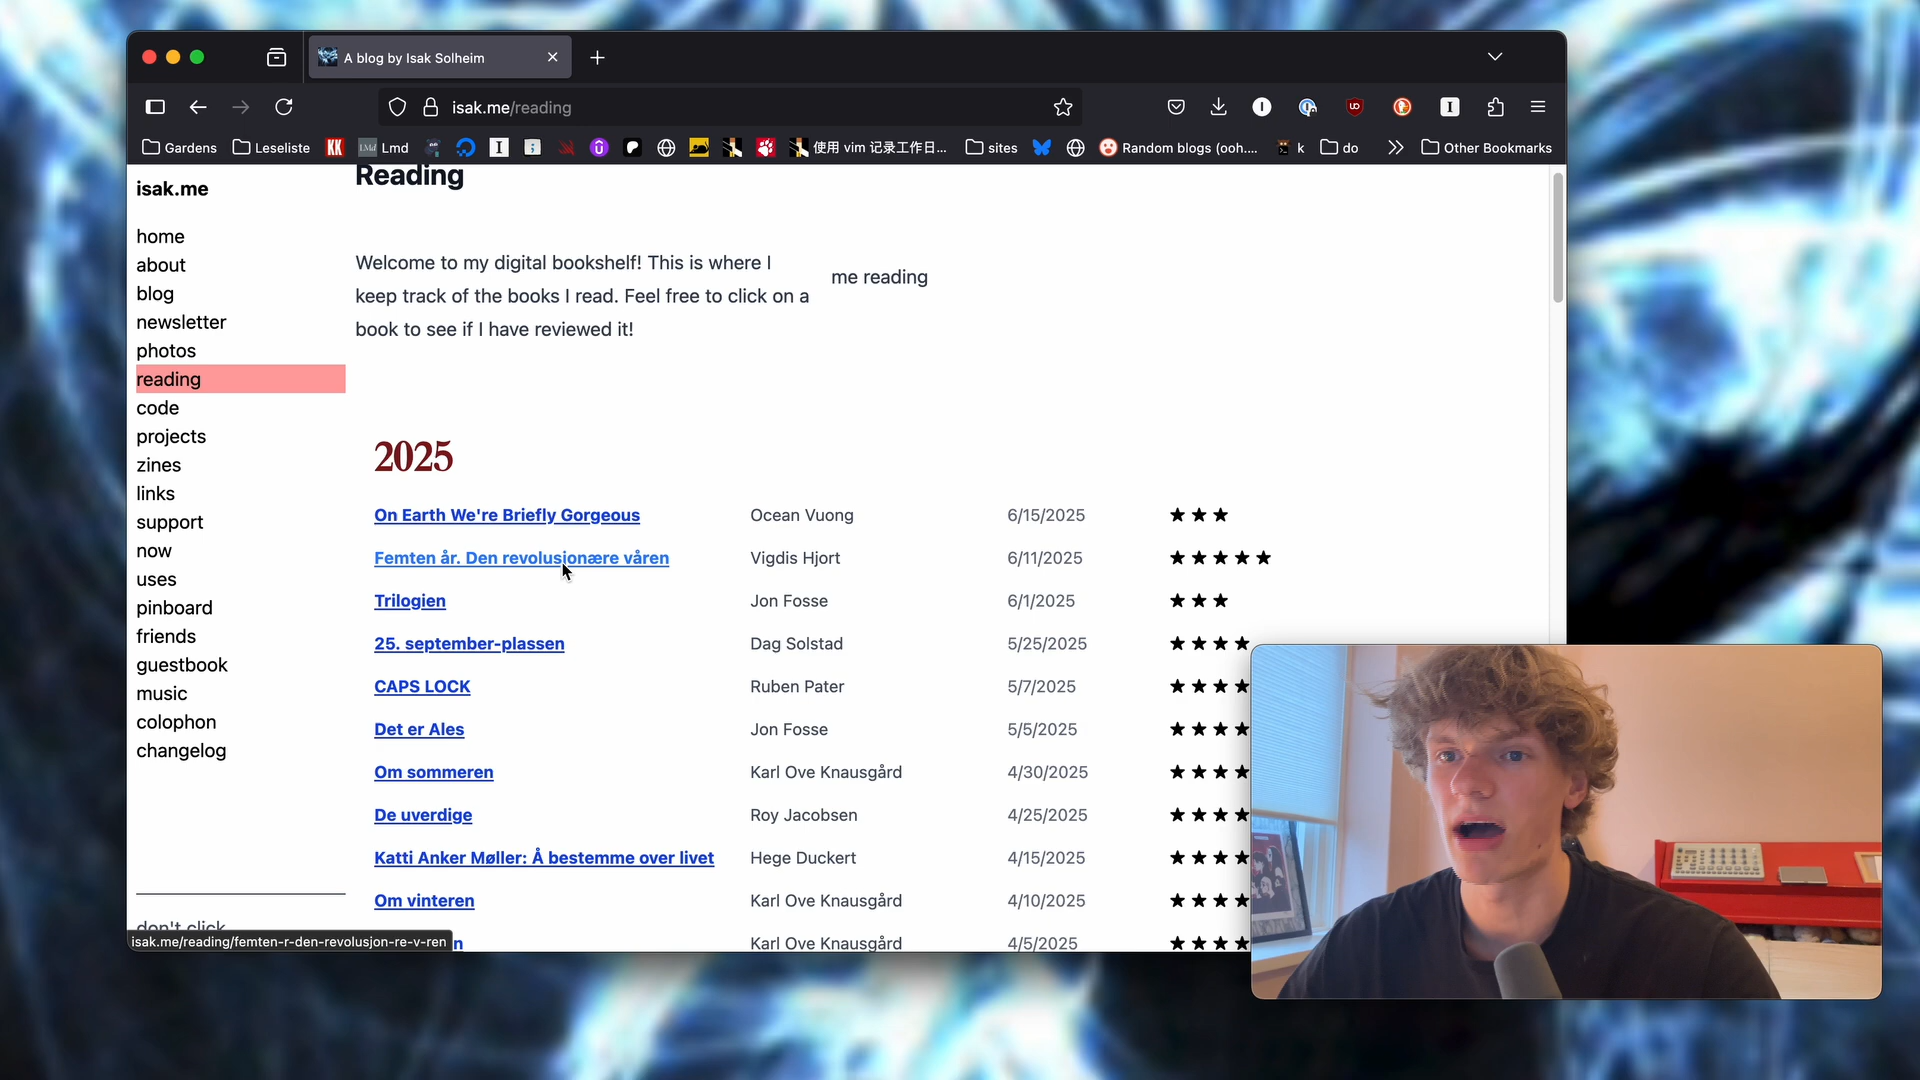 A blog by Isak Solheim
isak.me/reading
Gardens
Leseliste
KK
LMd
Lmd
使用 vim 记录工作日...
sites
Random blogs (ooh....
k
do
Other Bookmarks
isak.me
home
about
blog
newsletter
photos
reading
code
projects
zines
links
support
now
uses
pinboard
friends
guestbook
music
colophon
changelog
don't click
isak.me/reading/femten-r-den-revolusjon-re-v-ren
Reading
Welcome to my digital bookshelf! This is where I
keep track of the books I read. Feel free to click on a
book to see if I have reviewed it!
me reading
2025
On Earth We're Briefly Gorgeous Ocean Vuong 6/15/2025 ★ ★ ★
Femten år. Den revolusjonære våren Vigdis Hjort 6/11/2025 ★ ★ ★ ★ ★
Trilogien Jon Fosse 6/1/2025 ★ ★ ★
25. september-plassen Dag Solstad 5/25/2025 ★ ★ ★ ★
CAPS LOCK Ruben Pater 5/7/2025 ★ ★ ★ ★
Det er Ales Jon Fosse 5/5/2025 ★ ★ ★ ★
Om sommeren Karl Ove Knausgård 4/30/2025 ★ ★ ★ ★
De uverdige Roy Jacobsen 4/25/2025 ★ ★ ★ ★
Katti Anker Møller: Å bestemme over livet Hege Duckert 4/15/2025 ★ ★ ★ ★
Om vinteren Karl Ove Knausgård 4/10/2025 ★ ★ ★ ★
n Karl Ove Knausgård 4/5/2025 ★ ★ ★ ★